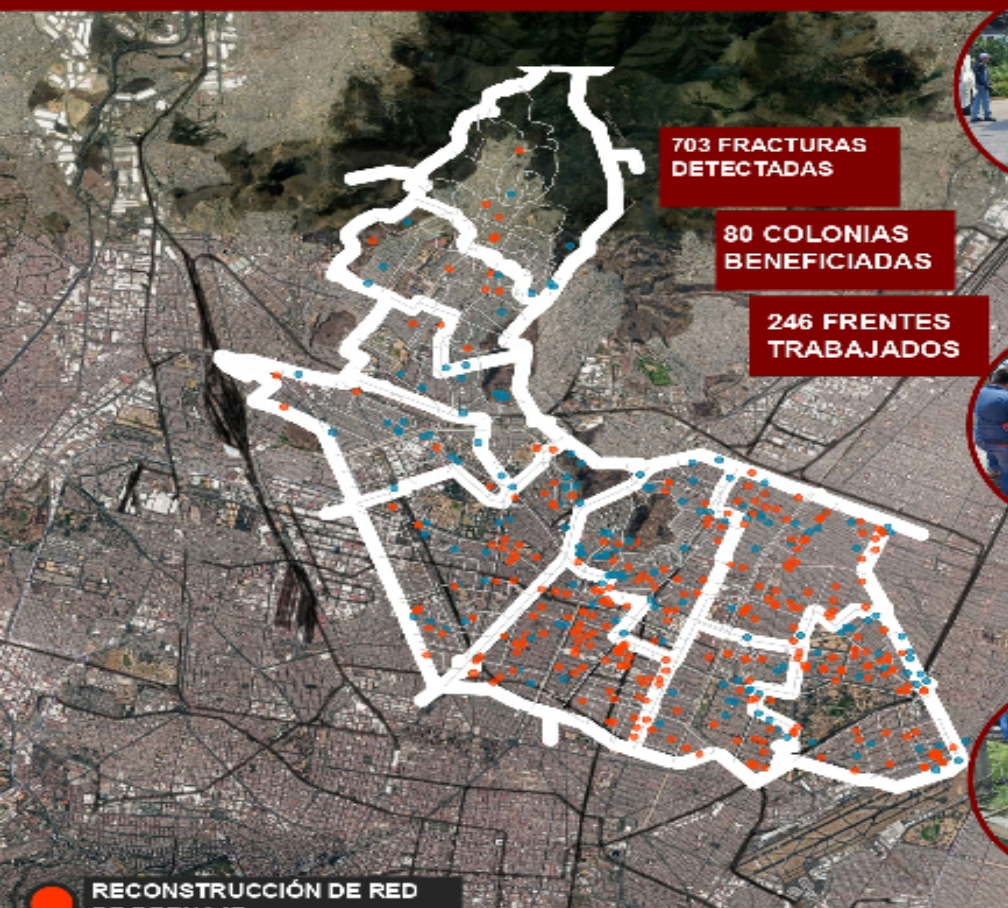 703 FRACTURAS
DETECTADAS
80 COLONIAS
BENEFICIADAS
246 FRENTES
TRABAJADOS
RECONSTRUCCIÓN DE RED